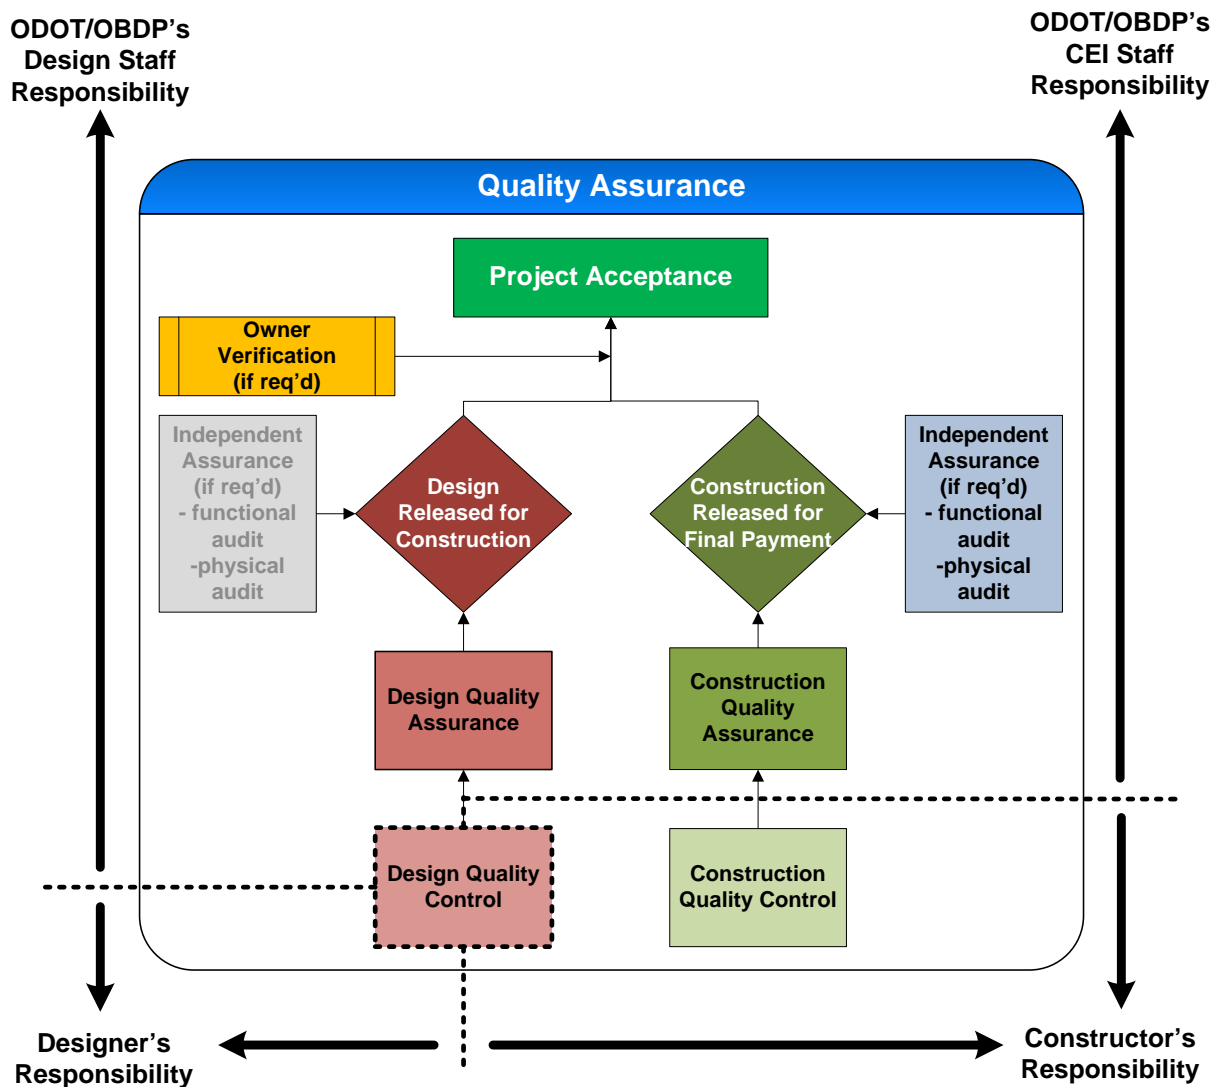 ODOT/OBDP’s
Design Staff
Responsibility
ODOT/OBDP’s
CEI Staff
Responsibility
Quality Assurance
Project Acceptance
Owner
Verification
(if req’d)
Independent
Assurance
(if req’d)
- functional
audit
-physical
audit
Design
Released for
Construction
Construction
Released for
Final Payment
Independent
Assurance
(if req’d)
- functional
audit
-physical
audit
Design Quality
Assurance
Construction
Quality
Assurance
Design Quality
Control
Construction
Quality Control
Designer’s
Responsibility
Constructor’s
Responsibility